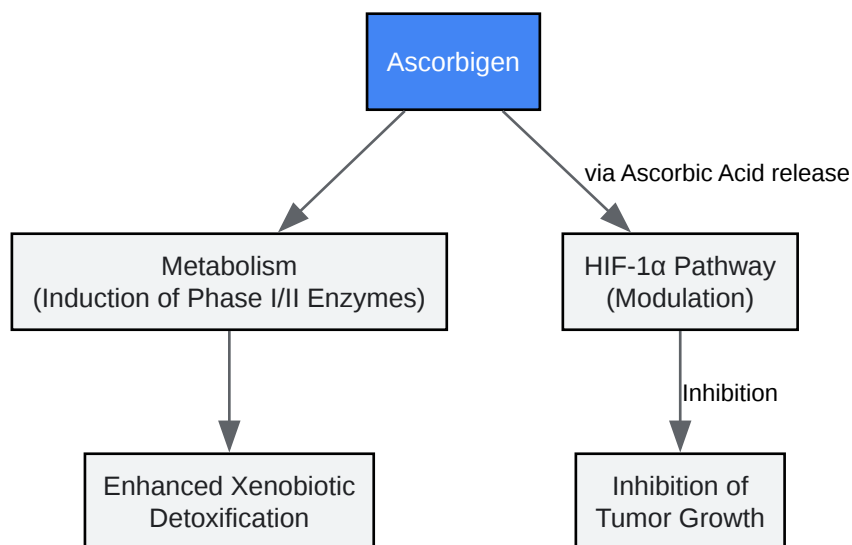 Ascorbigen
via Ascorbic Acid release
Metabolism
(Induction of Phase I/II Enzymes)
HIF-1α Pathway
(Modulation)
Inhibition
Enhanced Xenobiotic
Detoxification
Inhibition of
Tumor Growth